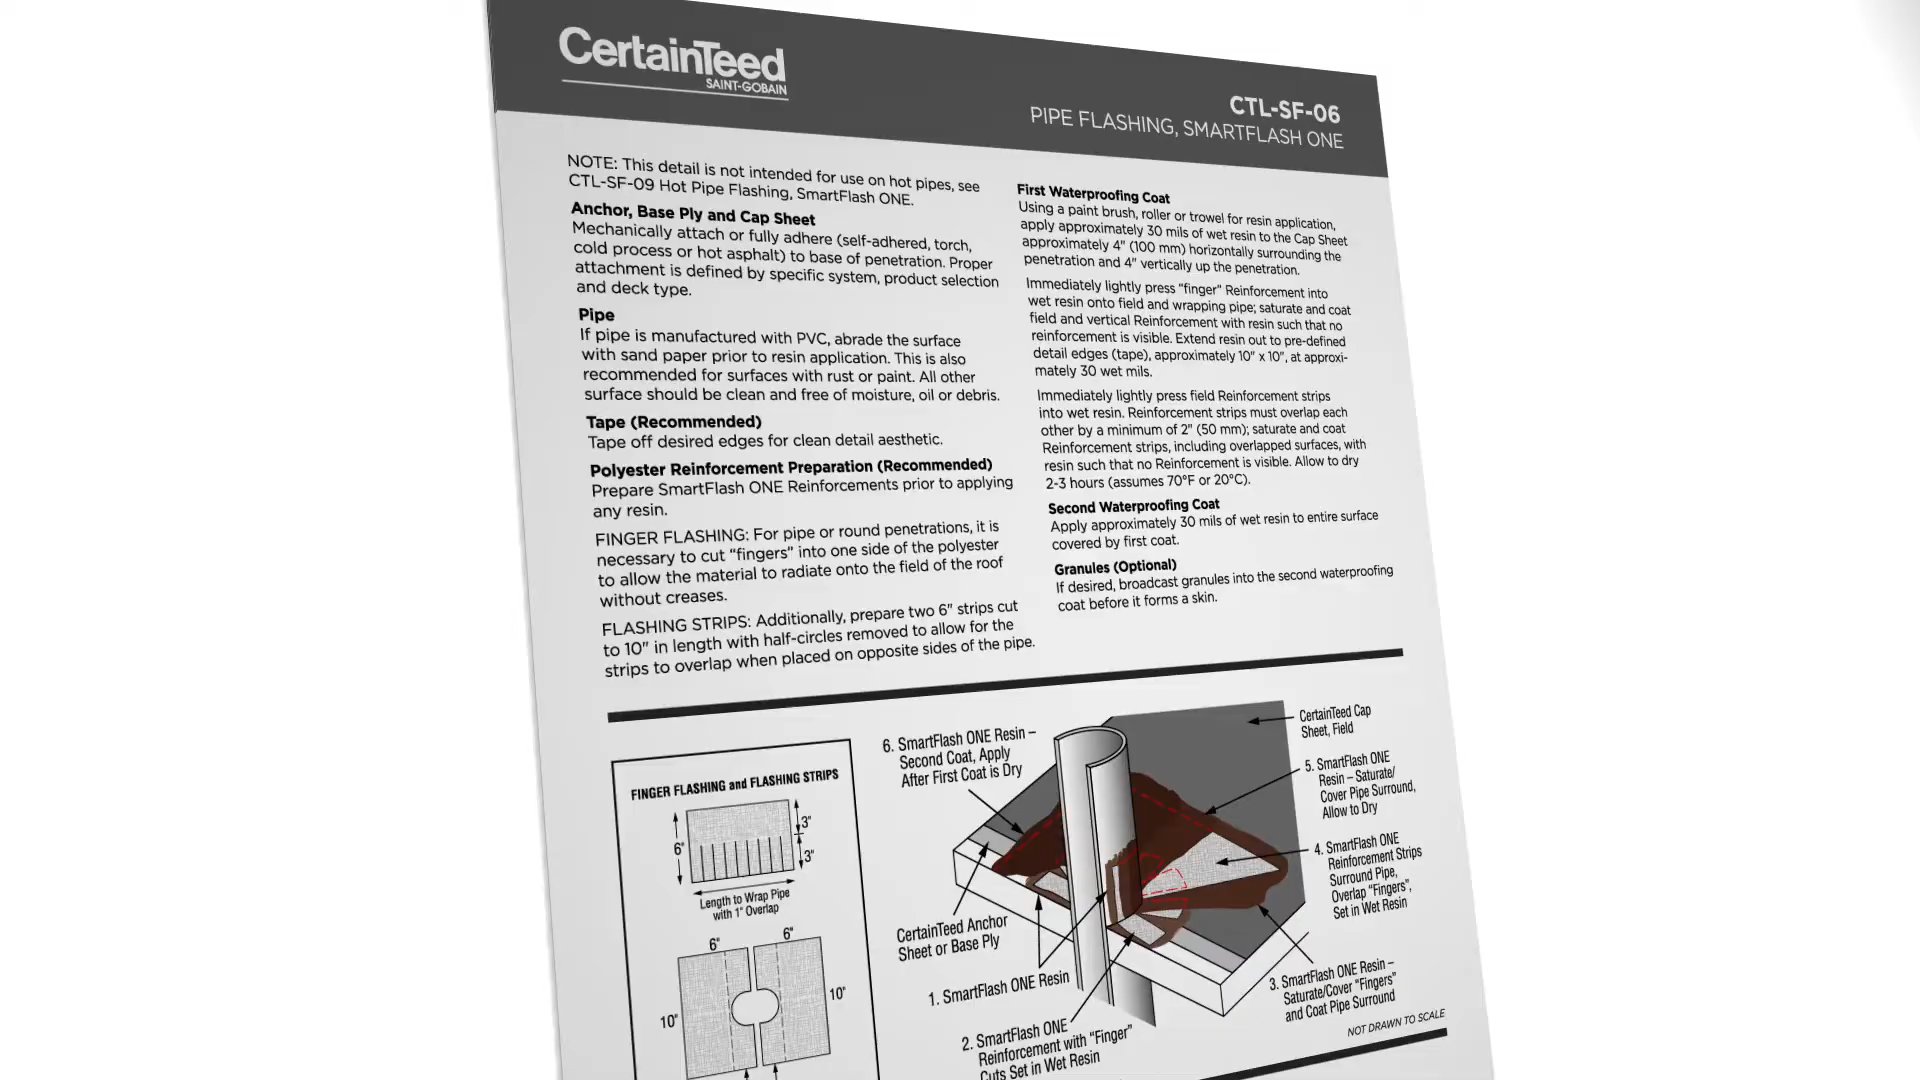 CertainTeed
SAINT-GOBAIN
CTL-SF-06
PIPE FLASHING, SMARTFLASH ONE
NOTE: This detail is not intended for use on hot pipes, see
CTL-SF-09 Hot Pipe Flashing, SmartFlash ONE.
Anchor, Base Ply and Cap Sheet
Mechanically attach or fully adhere (self-adhered, torch,
cold process or hot asphalt) to base of penetration. Proper
attachment is defined by specific system, product selection
and deck type.
Pipe
If pipe is manufactured with PVC, abrade the surface
with sand paper prior to resin application. This is also
recommended for surfaces with rust or paint. All other
surface should be clean and free of moisture, oil or debris.
Tape (Recommended)
Tape off desired edges for clean detail aesthetic.
Polyester Reinforcement Preparation (Recommended)
Prepare SmartFlash ONE Reinforcements prior to applying
any resin.
FINGER FLASHING: For pipe or round penetrations, it is
necessary to cut “fingers” into one side of the polyester
to allow the material to radiate onto the field of the roof
without creases.
FLASHING STRIPS: Additionally, prepare two 6" strips cut
to 10" in length with half-circles removed to allow for the
strips to overlap when placed on opposite sides of the pipe.
First Waterproofing Coat
Using a paint brush, roller or trowel for resin application,
apply approximately 30 mils of wet resin to the Cap Sheet
approximately 4" (100 mm) horizontally surrounding the
penetration and 4" vertically up the penetration.
Immediately lightly press "finger" Reinforcement into
wet resin onto field and wrapping pipe; saturate and coat
field and vertical Reinforcement with resin such that no
reinforcement is visible. Extend resin out to pre-defined
detail edges (tape), approximately 10" x 10", at approxi-
mately 30 wet mils.
Immediately lightly press field Reinforcement strips
into wet resin. Reinforcement strips must overlap each
other by a minimum of 2" (50 mm); saturate and coat
Reinforcement strips, including overlapped surfaces, with
resin such that no Reinforcement is visible. Allow to dry
2-3 hours (assumes 70°F or 20°C).
Second Waterproofing Coat
Apply approximately 30 mils of wet resin to entire surface
covered by first coat.
Granules (Optional)
If desired, broadcast granules into the second waterproofing
coat before it forms a skin.
FINGER FLASHING and FLASHING STRIPS
6"
3"
3"
Length to Wrap Pipe
with 1" Overlap
6"
6"
10"
10"
6. SmartFlash ONE Resin –
Second Coat, Apply
After First Coat is Dry
CertainTeed Cap
Sheet, Field
5. SmartFlash ONE
Resin – Saturate/
Cover Pipe Surround,
Allow to Dry
4. SmartFlash ONE
Reinforcement Strips
Surround Pipe,
Overlap “Fingers”,
Set in Wet Resin
CertainTeed Anchor
Sheet or Base Ply
1. SmartFlash ONE Resin
2. SmartFlash ONE
Reinforcement with “Finger”
Cuts Set in Wet Resin
3. SmartFlash ONE Resin –
Saturate/Cover “Fingers”
and Coat Pipe Surround
NOT DRAWN TO SCALE